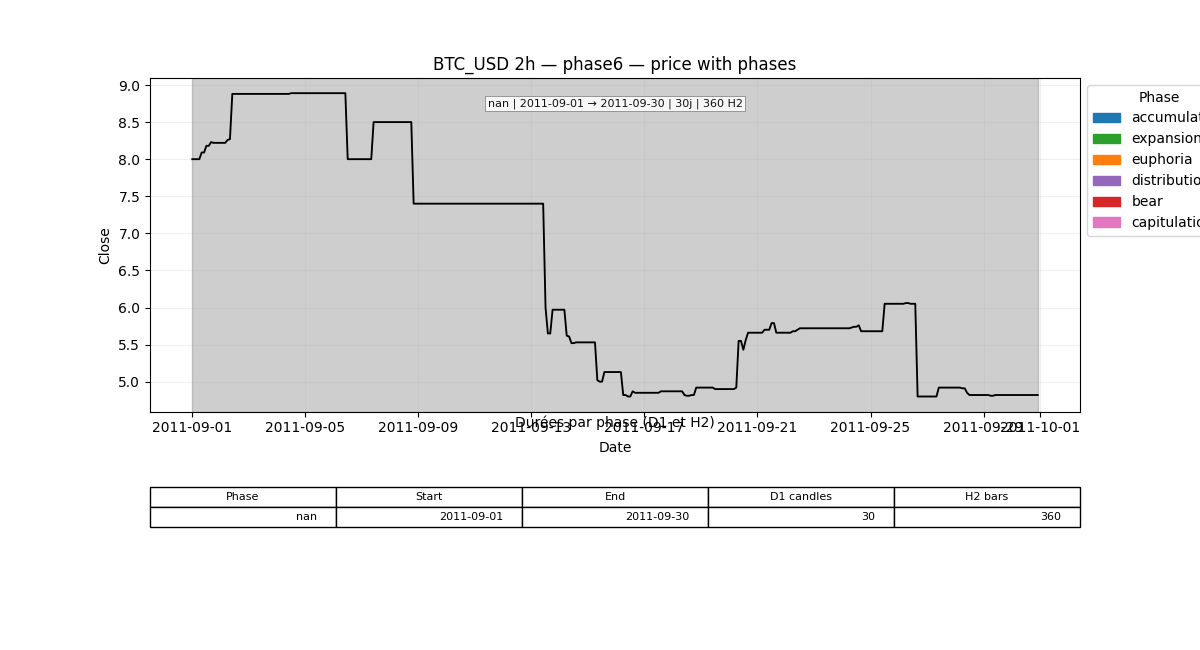 BTC_USD 2h — phase6 — price with phases
nan | 2011-09-01 → 2011-09-30 | 30j | 360 H2
Close
9.0
8.5
8.0
7.5
7.0
6.5
6.0
5.5
5.0
Phase
accumulat
expansion
euphoria
distributio
bear
capitulatio
2011-09-01 2011-09-05 2011-09-09 2011-09-13 2011-09-17 2011-09-21 2011-09-25 2011-09-29 2011-10-01
Durées par phase (D1 et H2)
Date
Phase Start End D1 candles H2 bars
nan 2011-09-01 2011-09-30 30 360